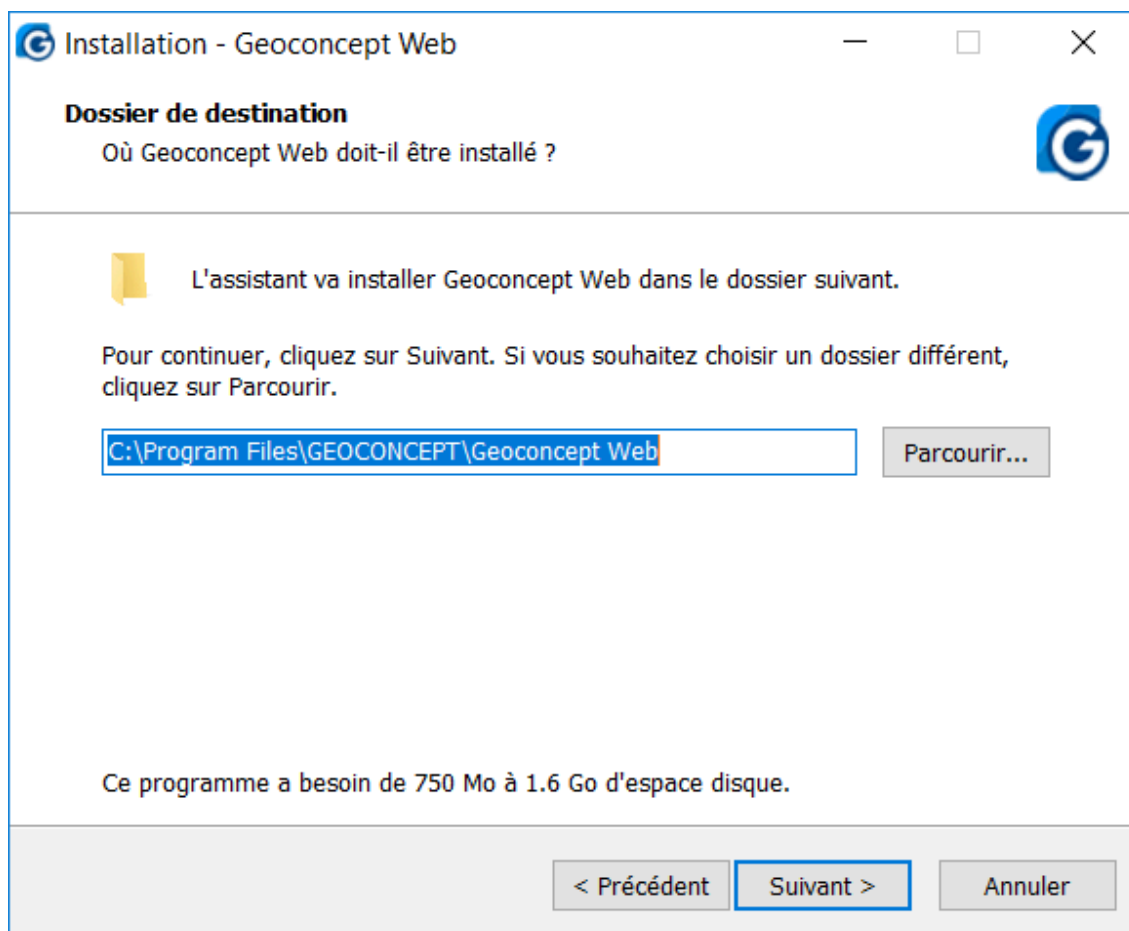 Installation - Geoconcept Web
Dossier de destination
Où Geoconcept Web doit-il être installé ?
L'assistant va installer Geoconcept Web dans le dossier suivant.
Pour continuer, cliquez sur Suivant. Si vous souhaitez choisir un dossier différent,
cliquez sur Parcourir.
C:\Program Files\GEOCONCEPT\Geoconcept Web
Parcourir...
Ce programme a besoin de 750 Mo à 1.6 Go d'espace disque.
< Précédent
Suivant >
Annuler